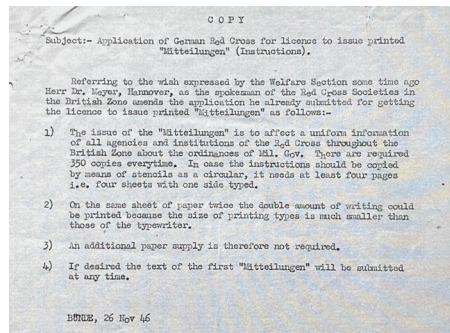 COPY
Subject:- Application of German Red Cross for licence to issue printed
"Mitteilungen" (Instructions).
Referring to the wish expressed by the Welfare Section some time ago
Herr Dr. Meyer, Hannover, as the spokesman of the Red Cross Societies in
the British Zone amends the application he already submitted for getting
the licence to issue printed "Mitteilungen" as follows:-
1) The issue of the "Mitteilungen" is to affect a uniform information
of all agencies and institutions of the Red Cross throughout the
British Zone about the ordinances of Mil. Gov. There are required
350 copies everytime. In case the instructions should be copied
by means of stencils as a circular, it needs at least four pages
i.e. four sheets with one side typed.
2) On the same sheet of paper twice the double amount of writing could
be printed because the size of printing types is much smaller than
those of the typewriter.
3) An additional paper supply is therefore not required.
4) If desired the text of the first "Mitteilungen" will be submitted
at any time.
BÜNDE, 26 Nov 46